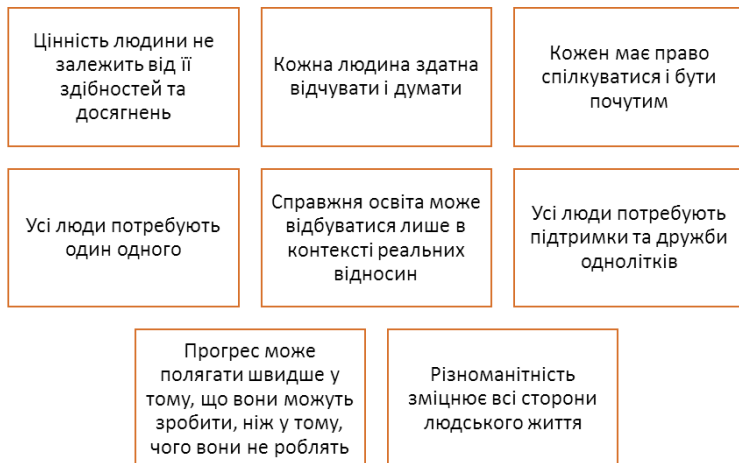 Цінність людини не
залежить від її
здібностей та
досягнень
Кожна людина здатна
відчувати і думати
Кожен має право
спілкуватися і бути
почутим
Усі люди потребують
один одного
Справжня освіта може
відбуватися лише в
контексті реальних
відносин
Усі люди потребують
підтримки та дружби
однолітків
Прогрес може
полягати швидше у
тому, що вони можуть
зробити, ніж у тому,
чого вони не роблять
Різноманітність
зміцнює всі сторони
людського життя